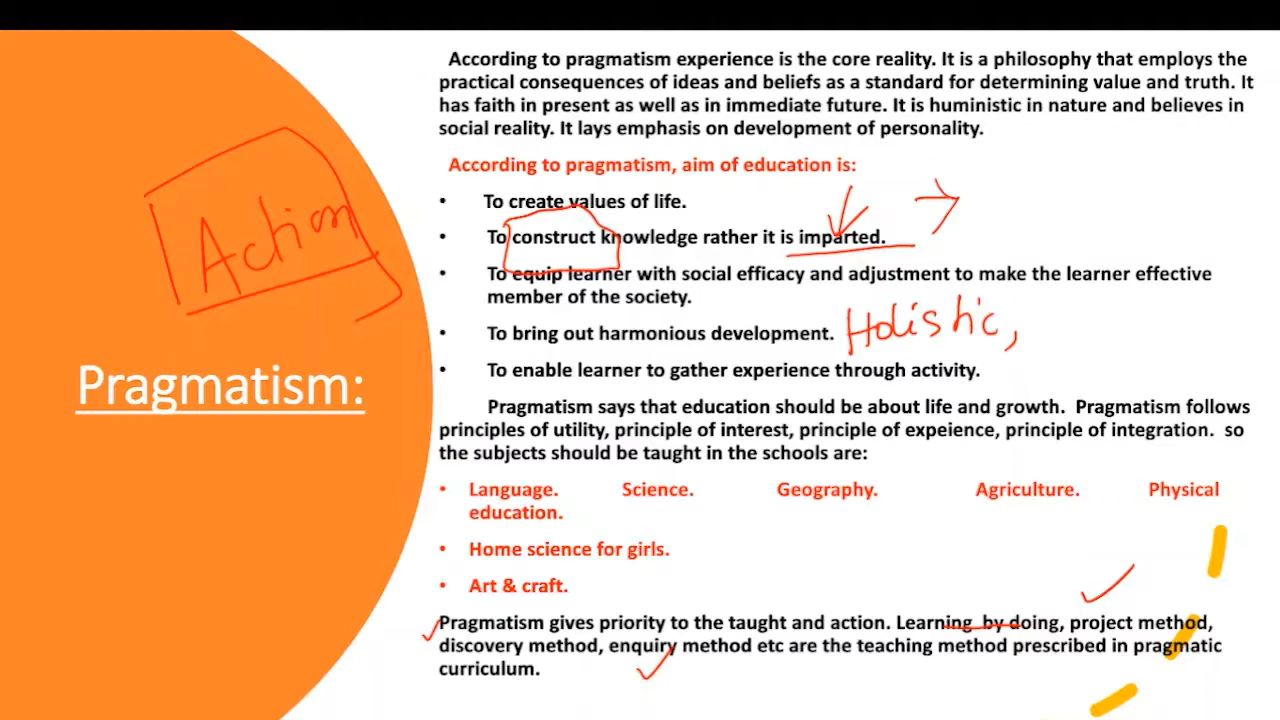 Action
Pragmatism:
According to pragmatism experience is the core reality. It is a philosophy that employs the
practical consequences of ideas and beliefs as a standard for determining value and truth. It
has faith in present as well as in immediate future. It is huministic in nature and believes in
social reality. It lays emphasis on development of personality.
According to pragmatism, aim of education is:
• To create values of life.
• To construct knowledge rather it is imparted.
• To equip learner with social efficacy and adjustment to make the learner effective
member of the society.
• To bring out harmonious development. Holistic,
• To enable learner to gather experience through activity.
Pragmatism says that education should be about life and growth. Pragmatism follows
principles of utility, principle of interest, principle of expeience, principle of integration. so
the subjects should be taught in the schools are:
• Language. Science. Geography. Agriculture. Physical
education.
• Home science for girls.
• Art & craft.
Pragmatism gives priority to the taught and action. Learning by doing, project method,
discovery method, enquiry method etc are the teaching method prescribed in pragmatic
curriculum.